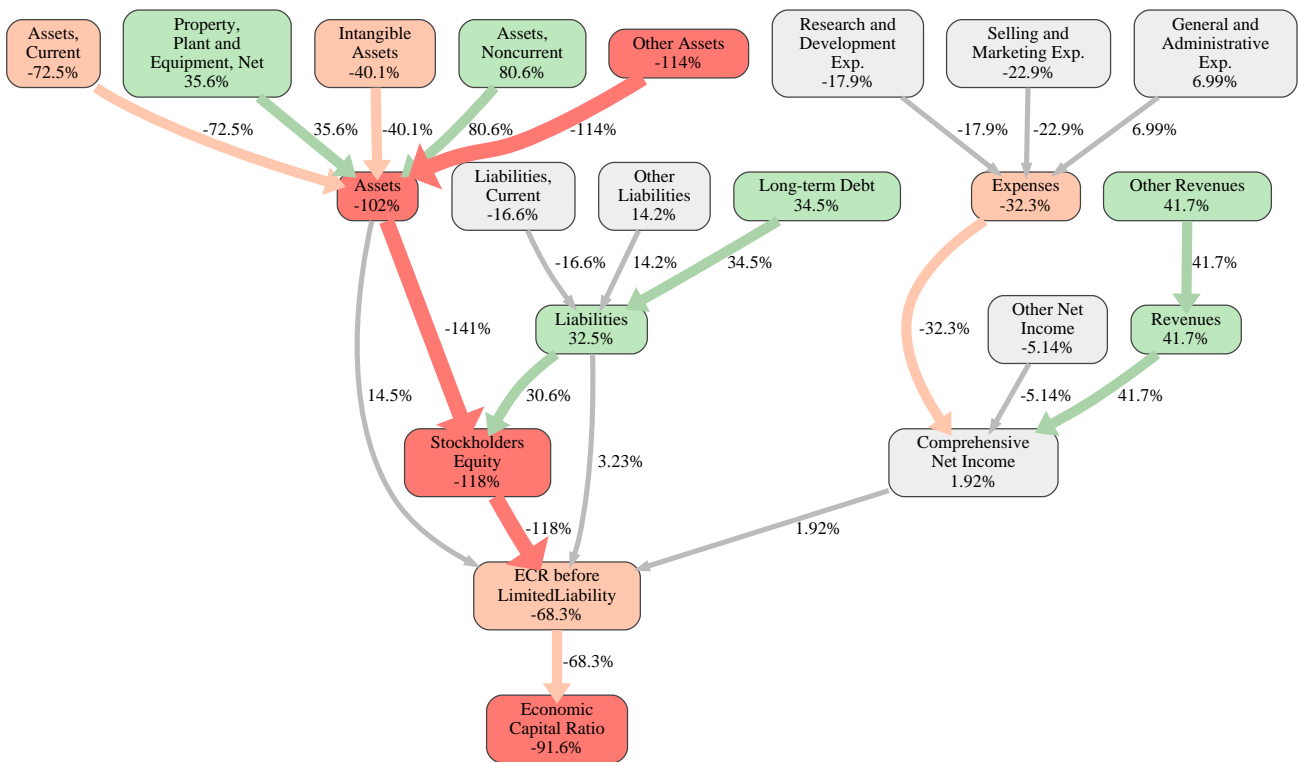 Assets,
Current
-72.5%
Property,
Plant and
Equipment, Net
35.6%
Intangible
Assets
-40.1%
Assets,
Noncurrent
80.6%
Other Assets
-114%
Research and
Development
Exp.
-17.9%
Selling and
Marketing Exp.
-22.9%
General and
Administrative
Exp.
6.99%
-72.5%
35.6%
-40.1%
80.6%
-114%
-17.9%
-22.9%
6.99%
Assets
-102%
Liabilities,
Current
-16.6%
Other
Liabilities
14.2%
Long-term Debt
34.5%
Expenses
-32.3%
Other Revenues
41.7%
-16.6%
14.2%
34.5%
41.7%
-141%
Liabilities
32.5%
-32.3%
Other Net
Income
-5.14%
Revenues
41.7%
14.5%
30.6%
-5.14%
41.7%
Stockholders
Equity
-118%
3.23%
Comprehensive
Net Income
1.92%
-118%
1.92%
ECR before
LimitedLiability
-68.3%
-68.3%
Economic
Capital Ratio
-91.6%